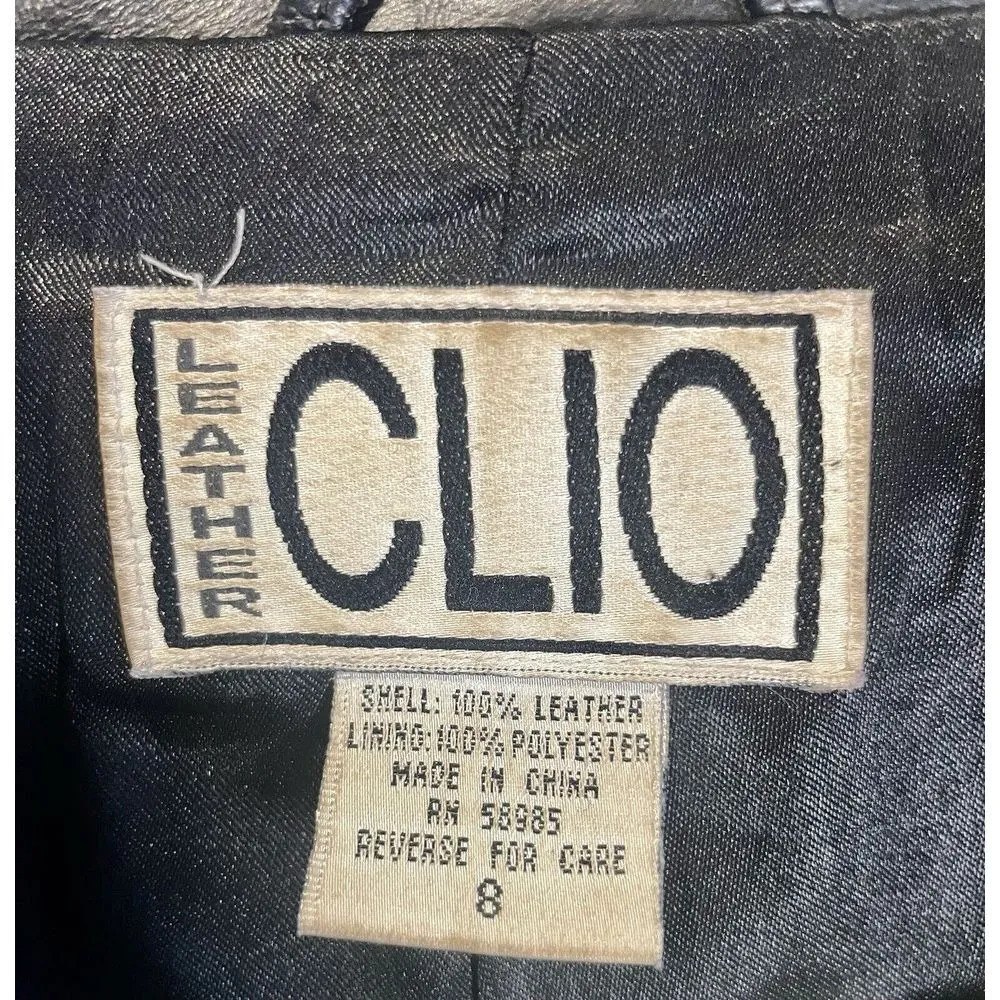 LEATHER
CLIO
SHELL: 100% LEATHER
LINING: 100% POLYESTER
MADE IN CHINA
RN 58985
REVERSE FOR CARE
8